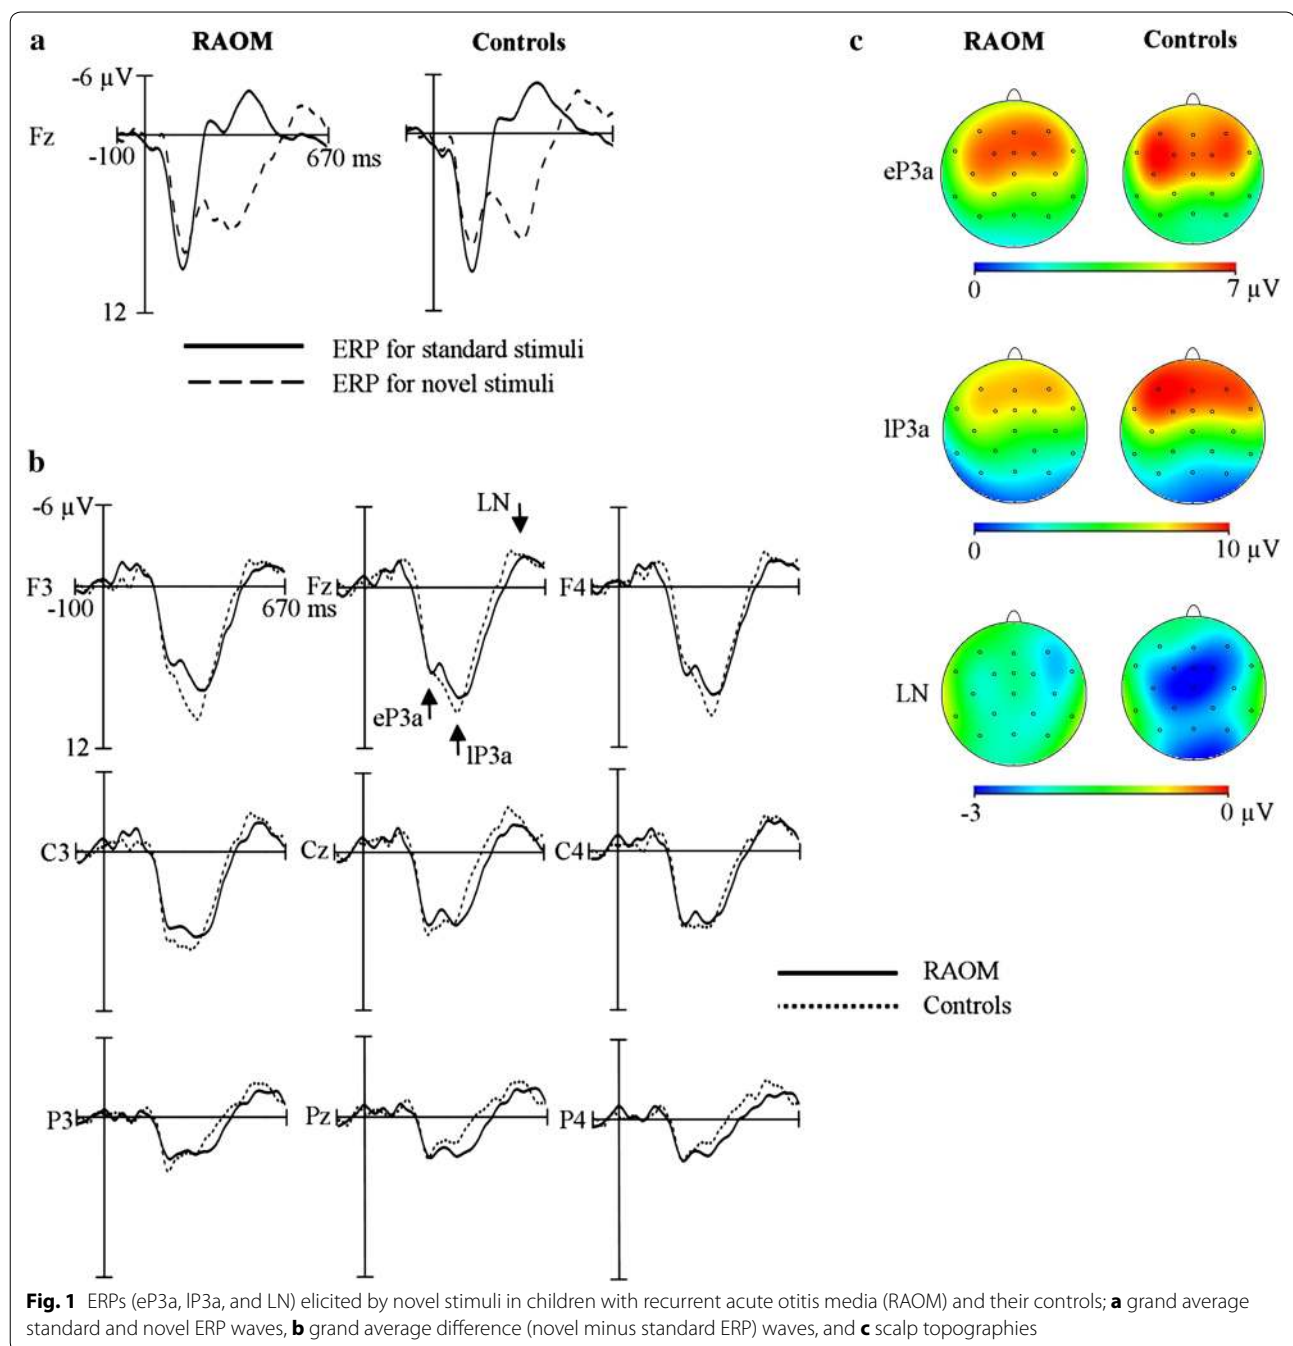 a
RAOM
Controls
-6 µV
Fz
-100
670 ms
12
ERP for standard stimuli
ERP for novel stimuli
b
-6 µV
LN
F3
-100
670 ms
Fz
F4
eP3a
lP3a
12
C3
Cz
C4
RAOM
Controls
P3
Pz
P4
c
RAOM
Controls
eP3a
0
7 µV
lP3a
0
10 µV
LN
-3
0 µV
Fig. 1 ERPs (eP3a, lP3a, and LN) elicited by novel stimuli in children with recurrent acute otitis media (RAOM) and their controls; a grand average
standard and novel ERP waves, b grand average difference (novel minus standard ERP) waves, and c scalp topographies